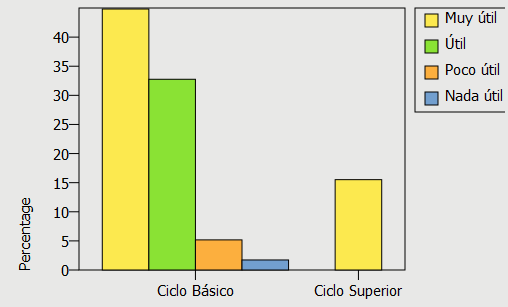 Muy útil
Útil
Poco útil
Nada útil
Percentage
40
35
30
25
20
15
10
5
0
Ciclo Básico
Ciclo Superior